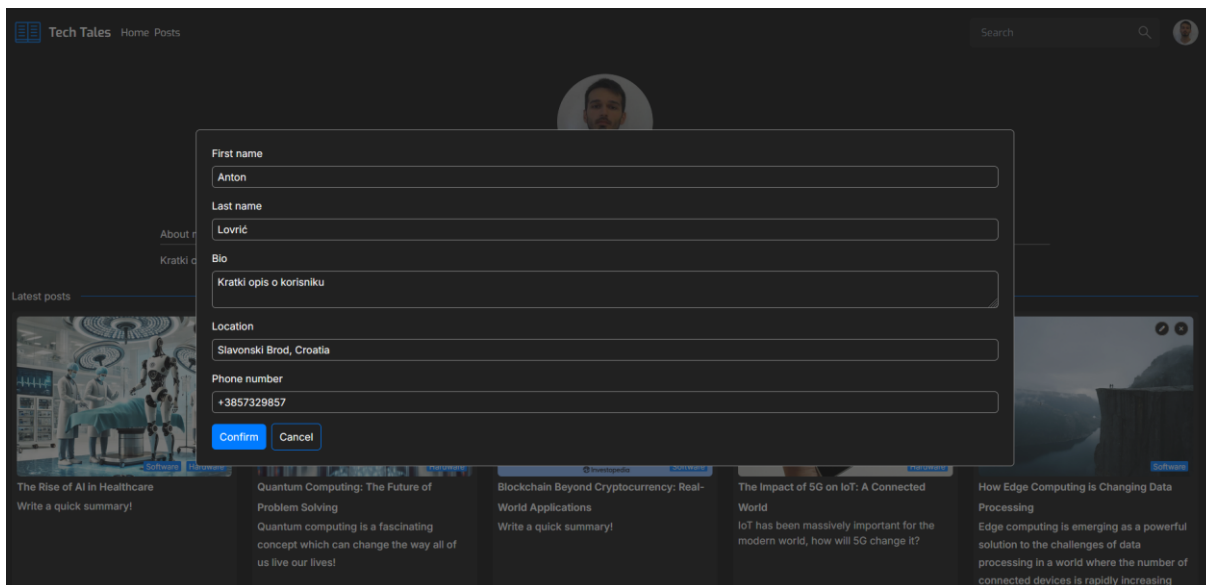 Tech Tales Home Posts
Search
First name
Anton
Last name
Lovrić
About
Bio
Kratki
Kratki opis o korisniku
Latest posts
Location
Slavonski Brod, Croatia
Phone number
+3857329857
Confirm Cancel
Software Hardware
Hardware
Investopedia
Software
Hardware
Software
The Rise of AI in Healthcare
Write a quick summary!
Quantum Computing: The Future of
Problem Solving
Quantum computing is a fascinating
concept which can change the way all of
us live our lives!
Blockchain Beyond Cryptocurrency: Real-
World Applications
Write a quick summary!
The Impact of 5G on IoT: A Connected
World
IoT has been massively important for the
modern world, how will 5G change it?
How Edge Computing is Changing Data
Processing
Edge computing is emerging as a powerful
solution to the challenges of data
processing in a world where the number of
connected devices is rapidly increasing